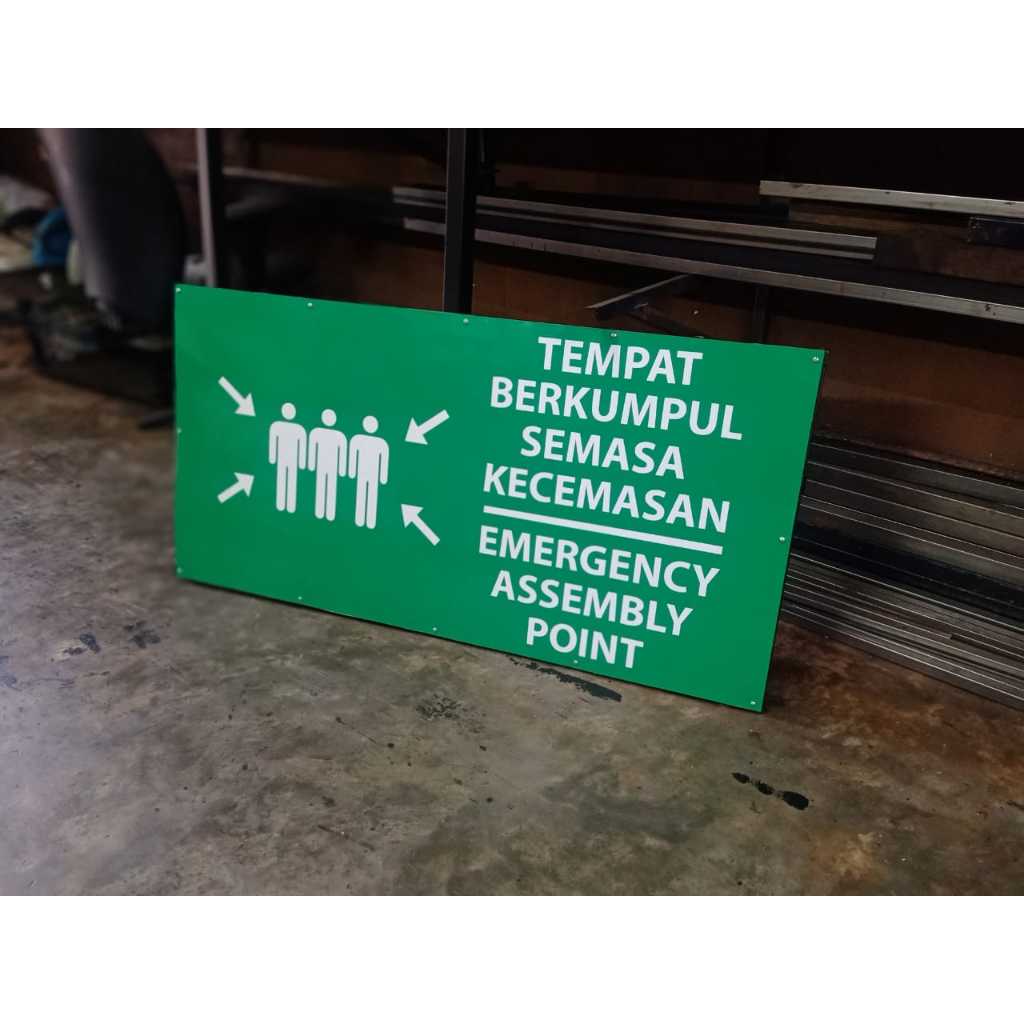 TEMPAT
BERKUMPUL
SEMASA
KECEMASAN
EMERGENCY
ASSEMBLY
POINT